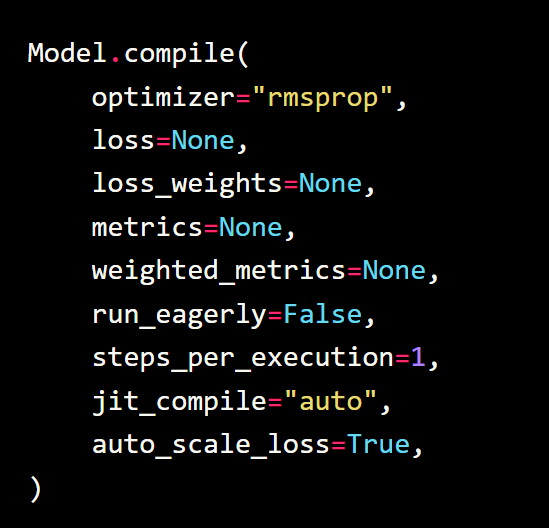 Model.compile(
    optimizer="rmsprop",
    loss=None,
    loss_weights=None,
    metrics=None,
    weighted_metrics=None,
    run_eagerly=False,
    steps_per_execution=1,
    jit_compile="auto",
    auto_scale_loss=True,
)